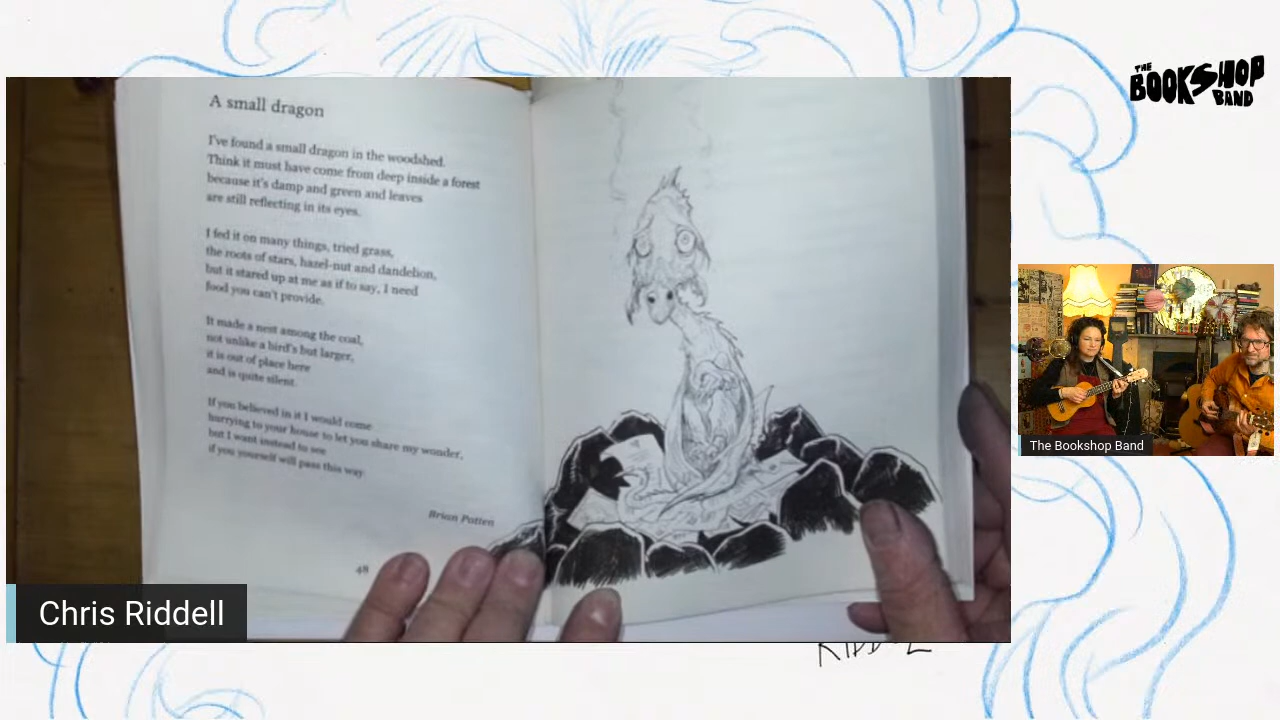 THE
BOOKSHOP
BAND
A small dragon
I've found a small dragon in the woodshed.
Think it must have come from deep inside a forest
because it's damp and green and leaves
are still reflecting in its eyes.
I fed it on many things, tried grass,
the roots of stars, hazel-nut and dandelion,
but it stared up at me as if to say, I need
food you can't provide.
It made a nest among the coal,
not unlike a bird's but larger,
it is out of place here
and is quite silent.
If you believed in it I would come
hurrying to your house to let you share my wonder,
but I want instead to see
if you yourself will pass this way.
Brian Patten
48
The Bookshop Band
Chris Riddell